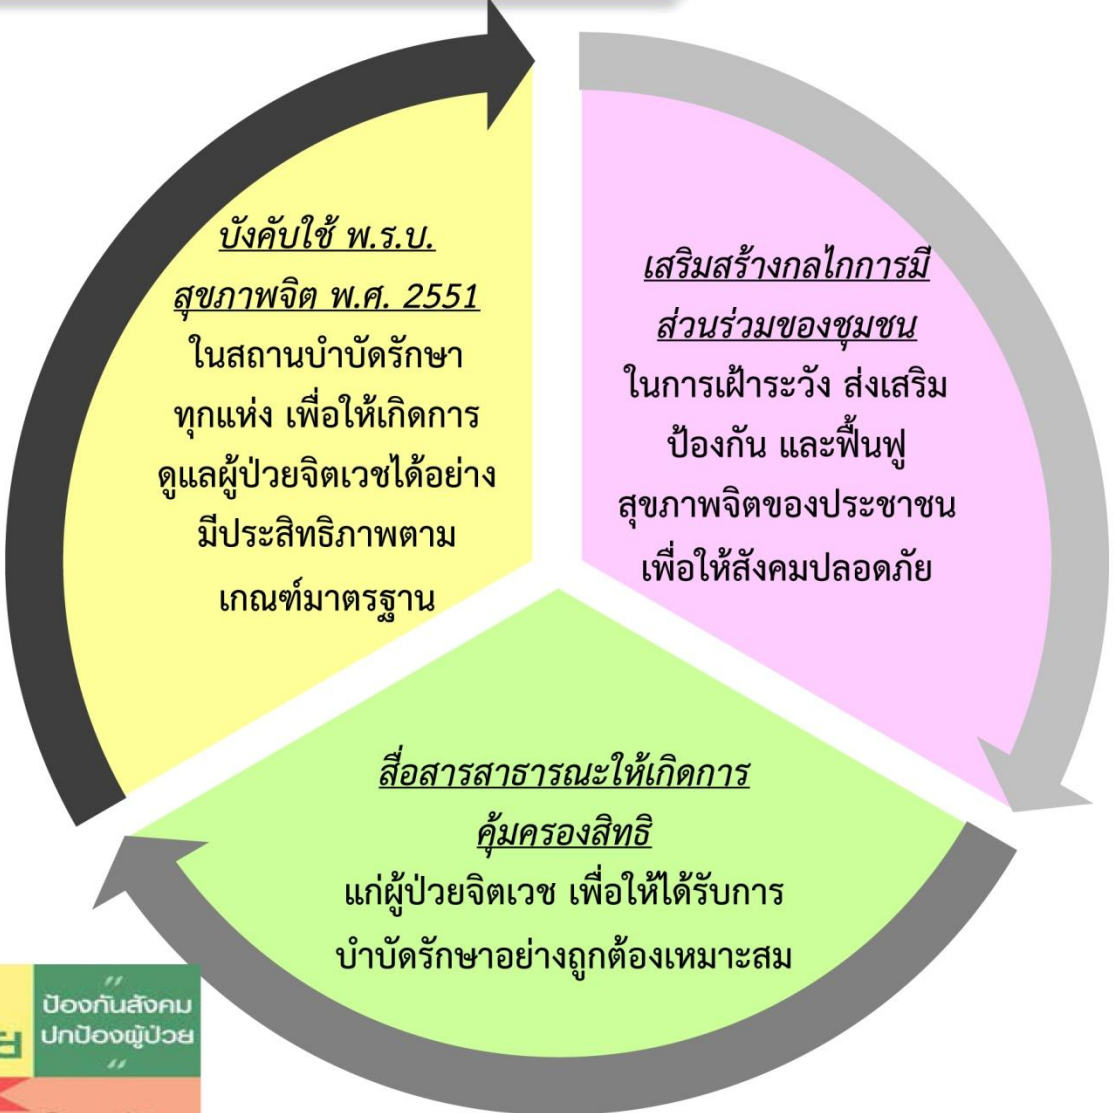 บังคับใช้ พ.ร.บ.
สุขภาพจิต พ.ศ. 2551
ในสถานบำบัดรักษา
ทุกแห่ง เพื่อให้เกิดการ
ดูแลผู้ป่วยจิตเวชได้อย่าง
มีประสิทธิภาพตาม
เกณฑ์มาตรฐาน
เสริมสร้างกลไกการมี
ส่วนร่วมของชุมชน
ในการเฝ้าระวัง ส่งเสริม
ป้องกัน และฟื้นฟู
สุขภาพจิตของประชาชน
เพื่อให้สังคมปลอดภัย
สื่อสารสาธารณะให้เกิดการ
คุ้มครองสิทธิ
แก่ผู้ป่วยจิตเวช เพื่อให้ได้รับการ
บำบัดรักษาอย่างถูกต้องเหมาะสม
"
ป้องกันสังคม
ปกป้องผู้ป่วย
"